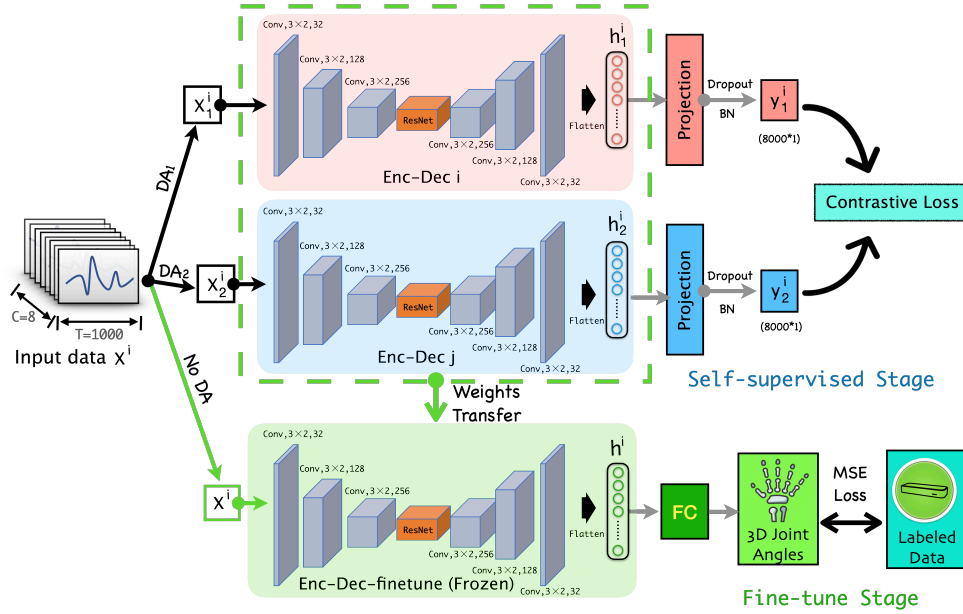 Conv,3×2,32
Conv,3×2,128
Conv,3×2,256
ResNet
Conv,3×2,256
Conv,3×2,128
Conv,3×2,32
Enc-Dec i
Flatten
h₁ⁱ
Projection
Dropout
BN
y₁ⁱ
(8000*1)
X₁ⁱ
DA₁
Contrastive Loss
Conv,3×2,32
Conv,3×2,128
Conv,3×2,256
ResNet
Conv,3×2,256
Conv,3×2,128
Conv,3×2,32
Enc-Dec j
Flatten
h₂ⁱ
Projection
Dropout
BN
y₂ⁱ
(8000*1)
X₂ⁱ
DA₂
C=8
T=1000
Input data Xⁱ
No DA
Self-supervised Stage
Weights
Transfer
Xⁱ
Conv,3×2,32
Conv,3×2,128
Conv,3×2,256
ResNet
Conv,3×2,256
Conv,3×2,128
Conv,3×2,32
Enc-Dec-finetune (Frozen)
Flatten
hⁱ
FC
3D Joint
Angles
MSE
Loss
Labeled
Data
Fine-tune Stage